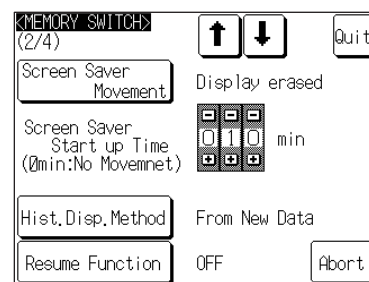 <MEMORY SWITCH>
(2/4)
Quit
Screen Saver
Movement
Display erased
Screen Saver
Start up Time
(0min:No Movemnet)
010 min
Hist.Disp.Method
From New Data
Resume Function
OFF
Abort